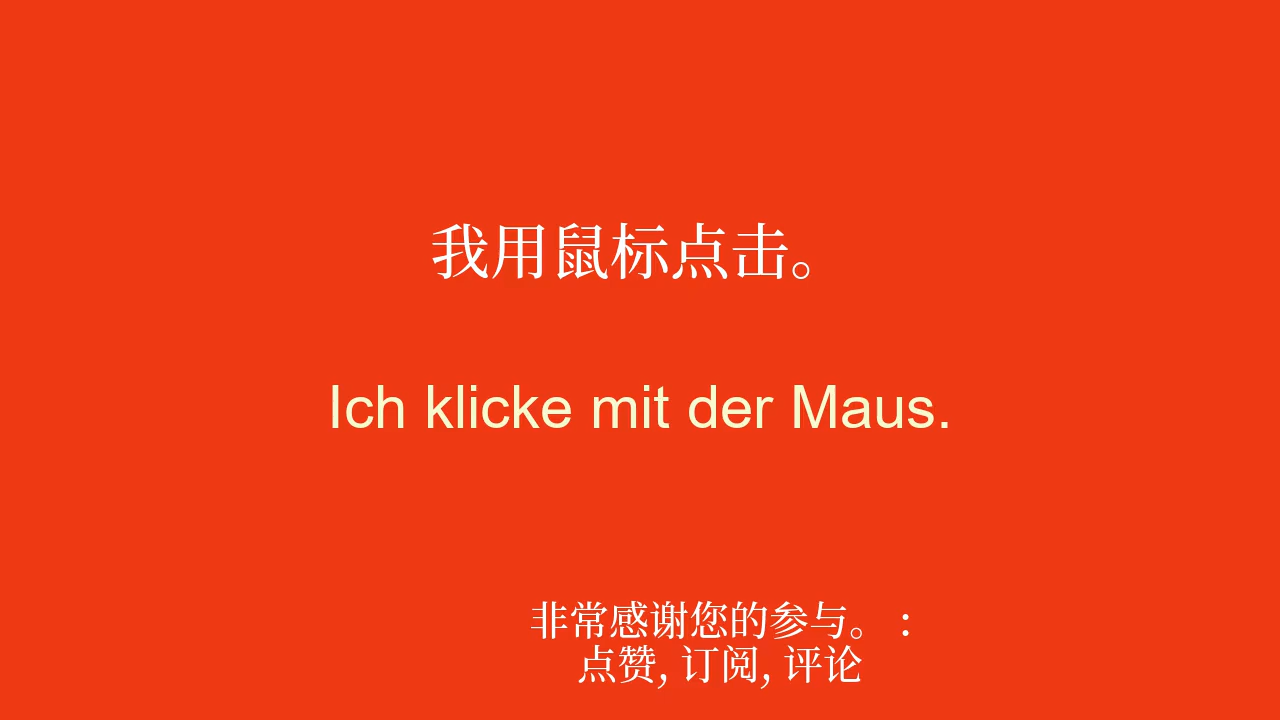 我用鼠标点击。
Ich klicke mit der Maus.
非常感谢您的参与。 :
点赞, 订阅, 评论